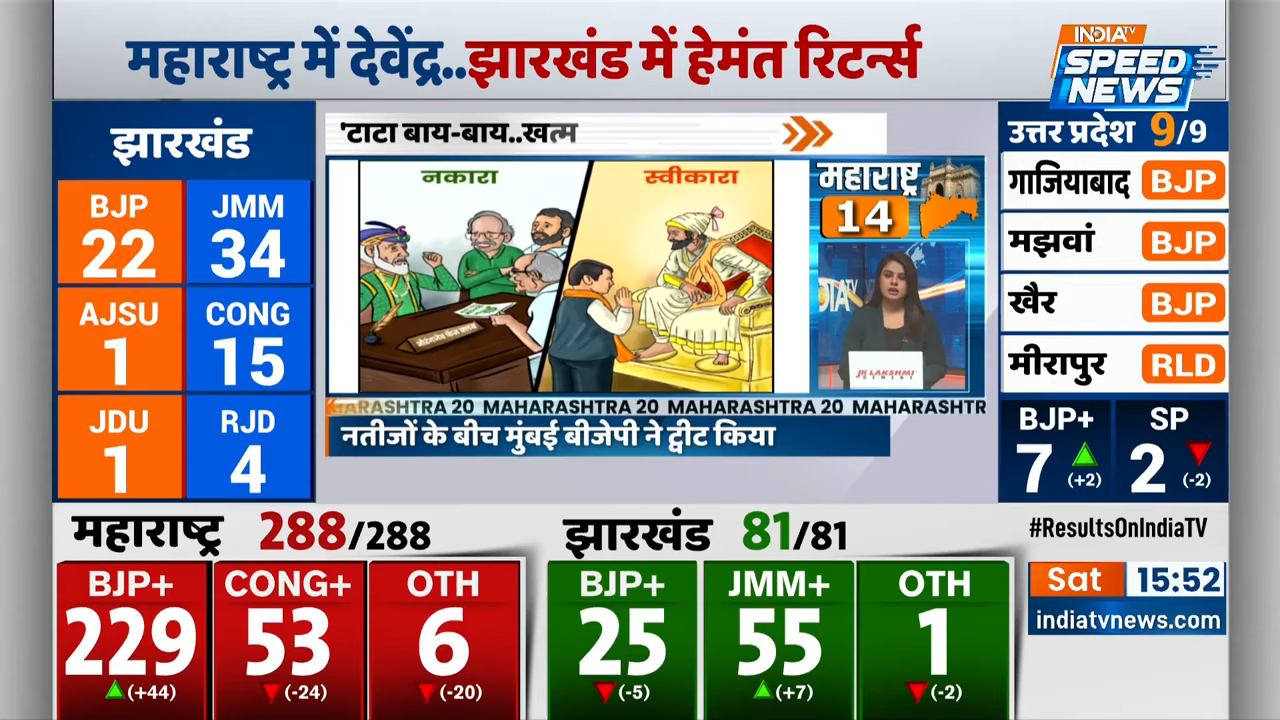 महाराष्ट्र में देवेंद्र..झारखंड में हेमंत रिटर्न्स
INDIA TV
SPEED NEWS
झारखंड
BJP 22
JMM 34
AJSU 1
CONG 15
JDU 1
RJD 4
'टाटा बाय-बाय..खत्म
नकारा
स्वीकारा
महाराष्ट्र
14
JK LAKSHMI
CEMENT
MAHARASHTRA 20 MAHARASHTRA 20 MAHARASHTR
नतीजों के बीच मुंबई बीजेपी ने ट्वीट किया
उत्तर प्रदेश 9/9
गाजियाबाद BJP
मझवां BJP
खैर BJP
मीरापुर RLD
BJP+ 7 (+2)
SP 2 (-2)
#ResultsOnIndiaTV
Sat 15:52
indiatvnews.com
महाराष्ट्र 288/288
BJP+ 229 (+44)
CONG+ 53 (-24)
OTH 6 (-20)
झारखंड 81/81
BJP+ 25 (-5)
JMM+ 55 (+7)
OTH 1 (-2)